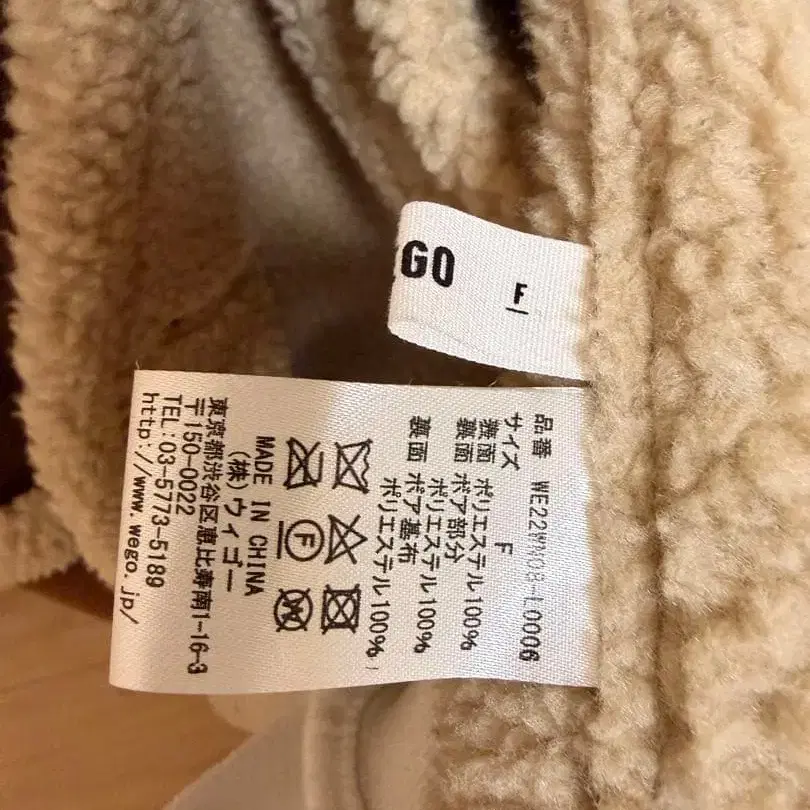 GO
F
品番 WE22WN08-L0006
サイズ F
表面 ポリエステル100%
裏面 ボア部分
ポリエステル100%
裏面 ボア基布
ポリエステル100%
F
W
MADE IN CHINA
(株)ウィゴー
東京都渋谷区恵比寿南1-16-3
〒150-0022
TEL:03-5773-5189
http://www.wego.jp/